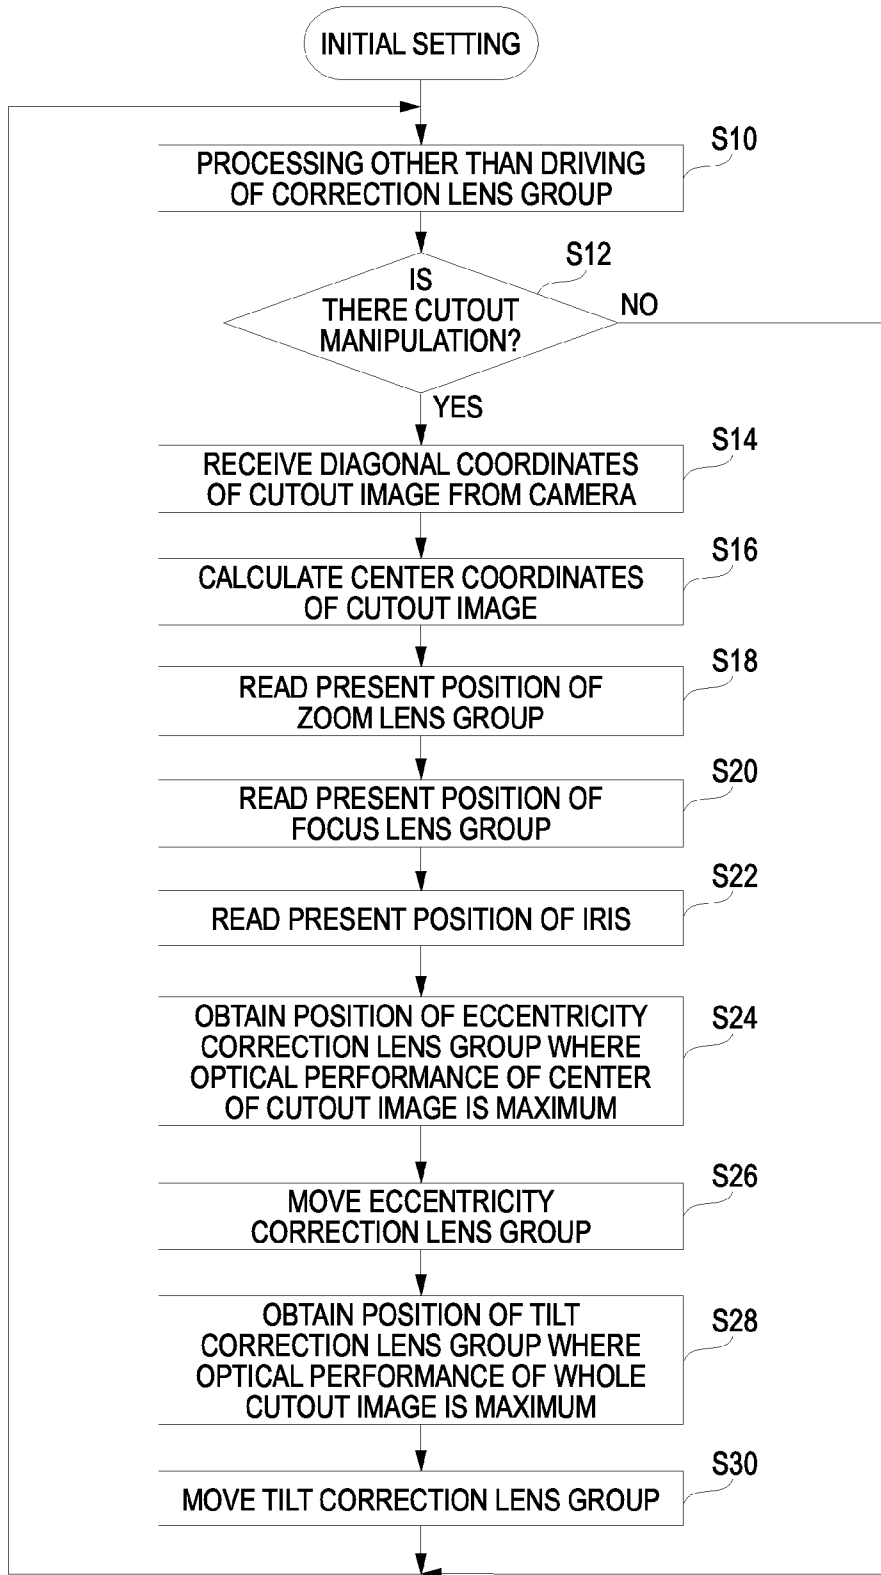 INITIAL SETTING
S10
PROCESSING OTHER THAN DRIVING
OF CORRECTION LENS GROUP
S12
IS
THERE CUTOUT
MANIPULATION?
NO
YES
S14
RECEIVE DIAGONAL COORDINATES
OF CUTOUT IMAGE FROM CAMERA
S16
CALCULATE CENTER COORDINATES
OF CUTOUT IMAGE
S18
READ PRESENT POSITION OF
ZOOM LENS GROUP
S20
READ PRESENT POSITION OF
FOCUS LENS GROUP
S22
READ PRESENT POSITION OF IRIS
S24
OBTAIN POSITION OF ECCENTRICITY
CORRECTION LENS GROUP WHERE
OPTICAL PERFORMANCE OF CENTER
OF CUTOUT IMAGE IS MAXIMUM
S26
MOVE ECCENTRICITY
CORRECTION LENS GROUP
S28
OBTAIN POSITION OF TILT
CORRECTION LENS GROUP WHERE
OPTICAL PERFORMANCE OF WHOLE
CUTOUT IMAGE IS MAXIMUM
S30
MOVE TILT CORRECTION LENS GROUP